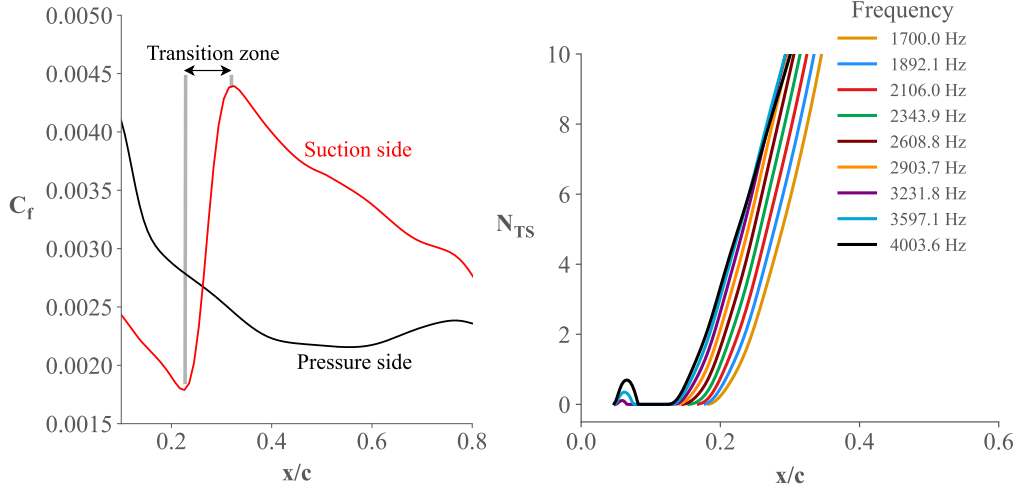 0.0050
0.0045
0.0040
0.0035
0.0030
0.0025
0.0020
0.0015
C_f
Transition zone
Suction side
Pressure side
0.2
0.4
0.6
0.8
x/c
Frequency
1700.0 Hz
1892.1 Hz
2106.0 Hz
2343.9 Hz
2608.8 Hz
2903.7 Hz
3231.8 Hz
3597.1 Hz
4003.6 Hz
10
8
6
4
2
0
N_TS
0.0
0.2
0.4
0.6
x/c